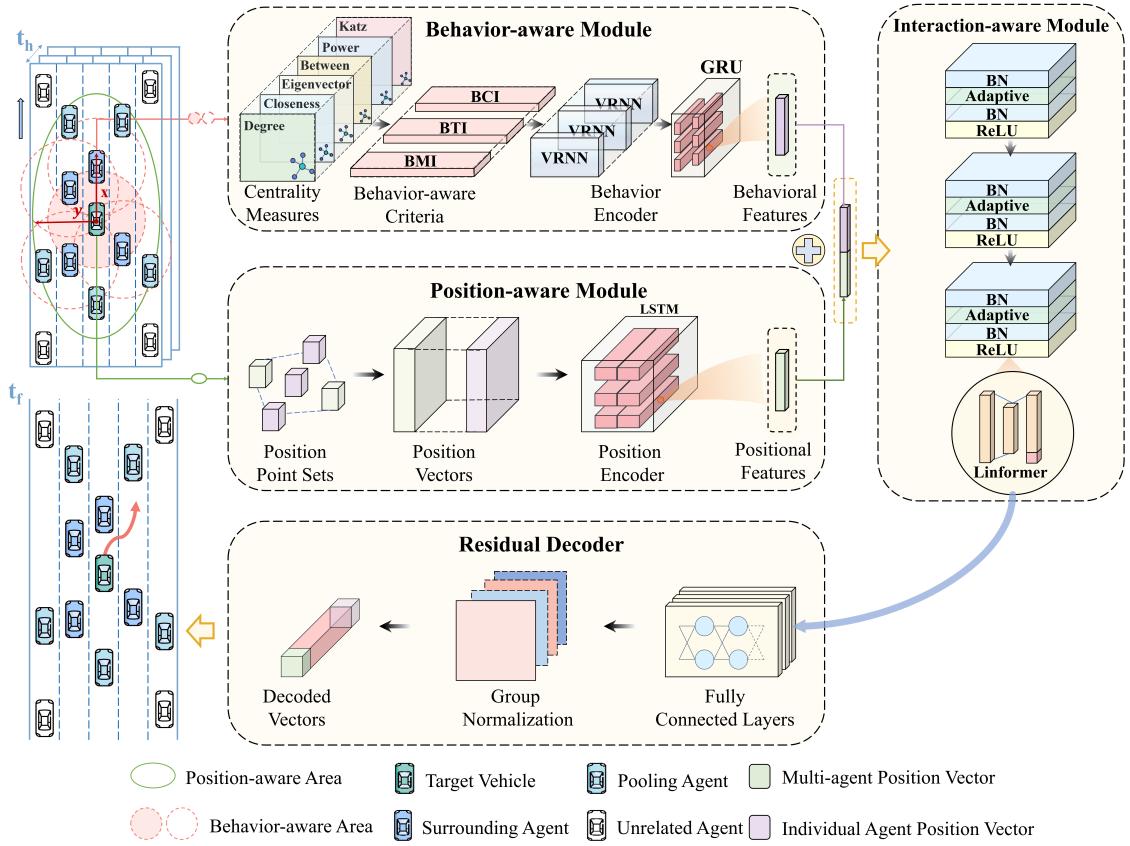 t_h
x
y
Behavior-aware Module
Katz
Power
Between
Eigenvector
Closeness
Degree
Centrality
Measures
BCI
BTI
BMI
Behavior-aware
Criteria
VRNN
VRNN
VRNN
Behavior
Encoder
GRU
Behavioral
Features
Position-aware Module
Position
Point Sets
Position
Vectors
LSTM
Position
Encoder
Positional
Features
Interaction-aware Module
BN
Adaptive
BN
ReLU
BN
Adaptive
BN
ReLU
BN
Adaptive
BN
ReLU
Linformer
t_f
Residual Decoder
Decoded
Vectors
Group
Normalization
Fully
Connected Layers
Position-aware Area
Target Vehicle
Pooling Agent
Multi-agent Position Vector
Behavior-aware Area
Surrounding Agent
Unrelated Agent
Individual Agent Position Vector